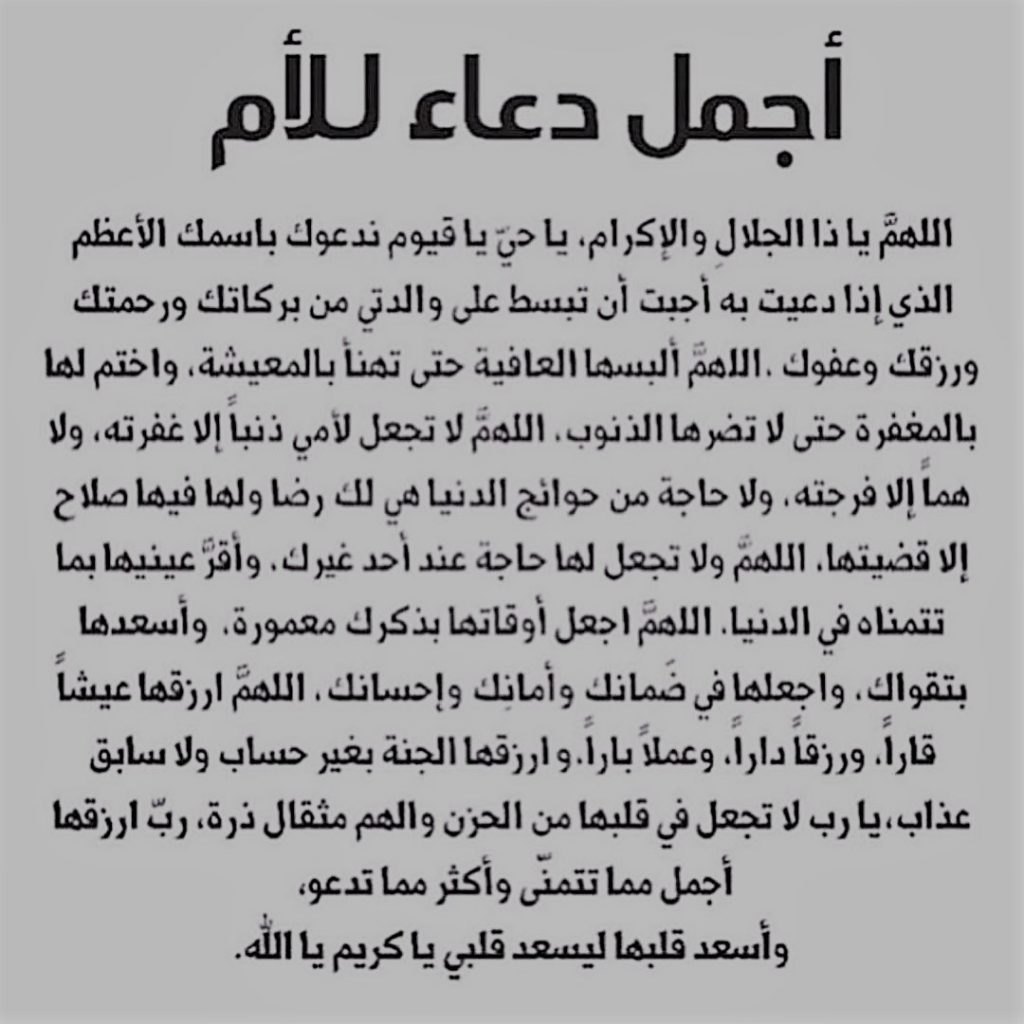 أجمل دعاء للأم
اللهمَّ يا ذا الجلالِ والإكرام، يا حيّ يا قيوم ندعوك باسمك الأعظم
الذي إذا دعيت به أجبت أن تبسط على والدتي من بركاتك ورحمتك
ورزقك وعفوك .اللهمَّ ألبسها العافية حتى تهنأ بالمعيشة، واختم لها
بالمغفرة حتى لا تضرها الذنوب. اللهمَّ لا تجعل لأمي ذنباً إلا غفرته، ولا
هماً إلا فرجته، ولا حاجة من حوائج الدنيا هي لك رضا ولها فيها صلاح
إلا قضيتها. اللهمَّ ولا تجعل لها حاجة عند أحد غيرك. وأقرَّ عينيها بما
تتمناه في الدنيا. اللهمَّ اجعل أوقاتها بذكرك معمورة. وأسعدها
بتقواك. واجعلها في ضَمانك وأمانِك وإحسانك. اللهمَّ ارزقها عيشاً
قاراً. ورزقاً داراً. وعملاً باراً.و ارزقها الجنة بغير حساب ولا سابق
عذاب،يا رب لا تجعل في قلبها من الحزن والهم مثقال ذرة، ربّ ارزقها
أجمل مما تتمنّى وأكثر مما تدعو،
وأسعد قلبها ليسعد قلبي يا كريم يا الله.